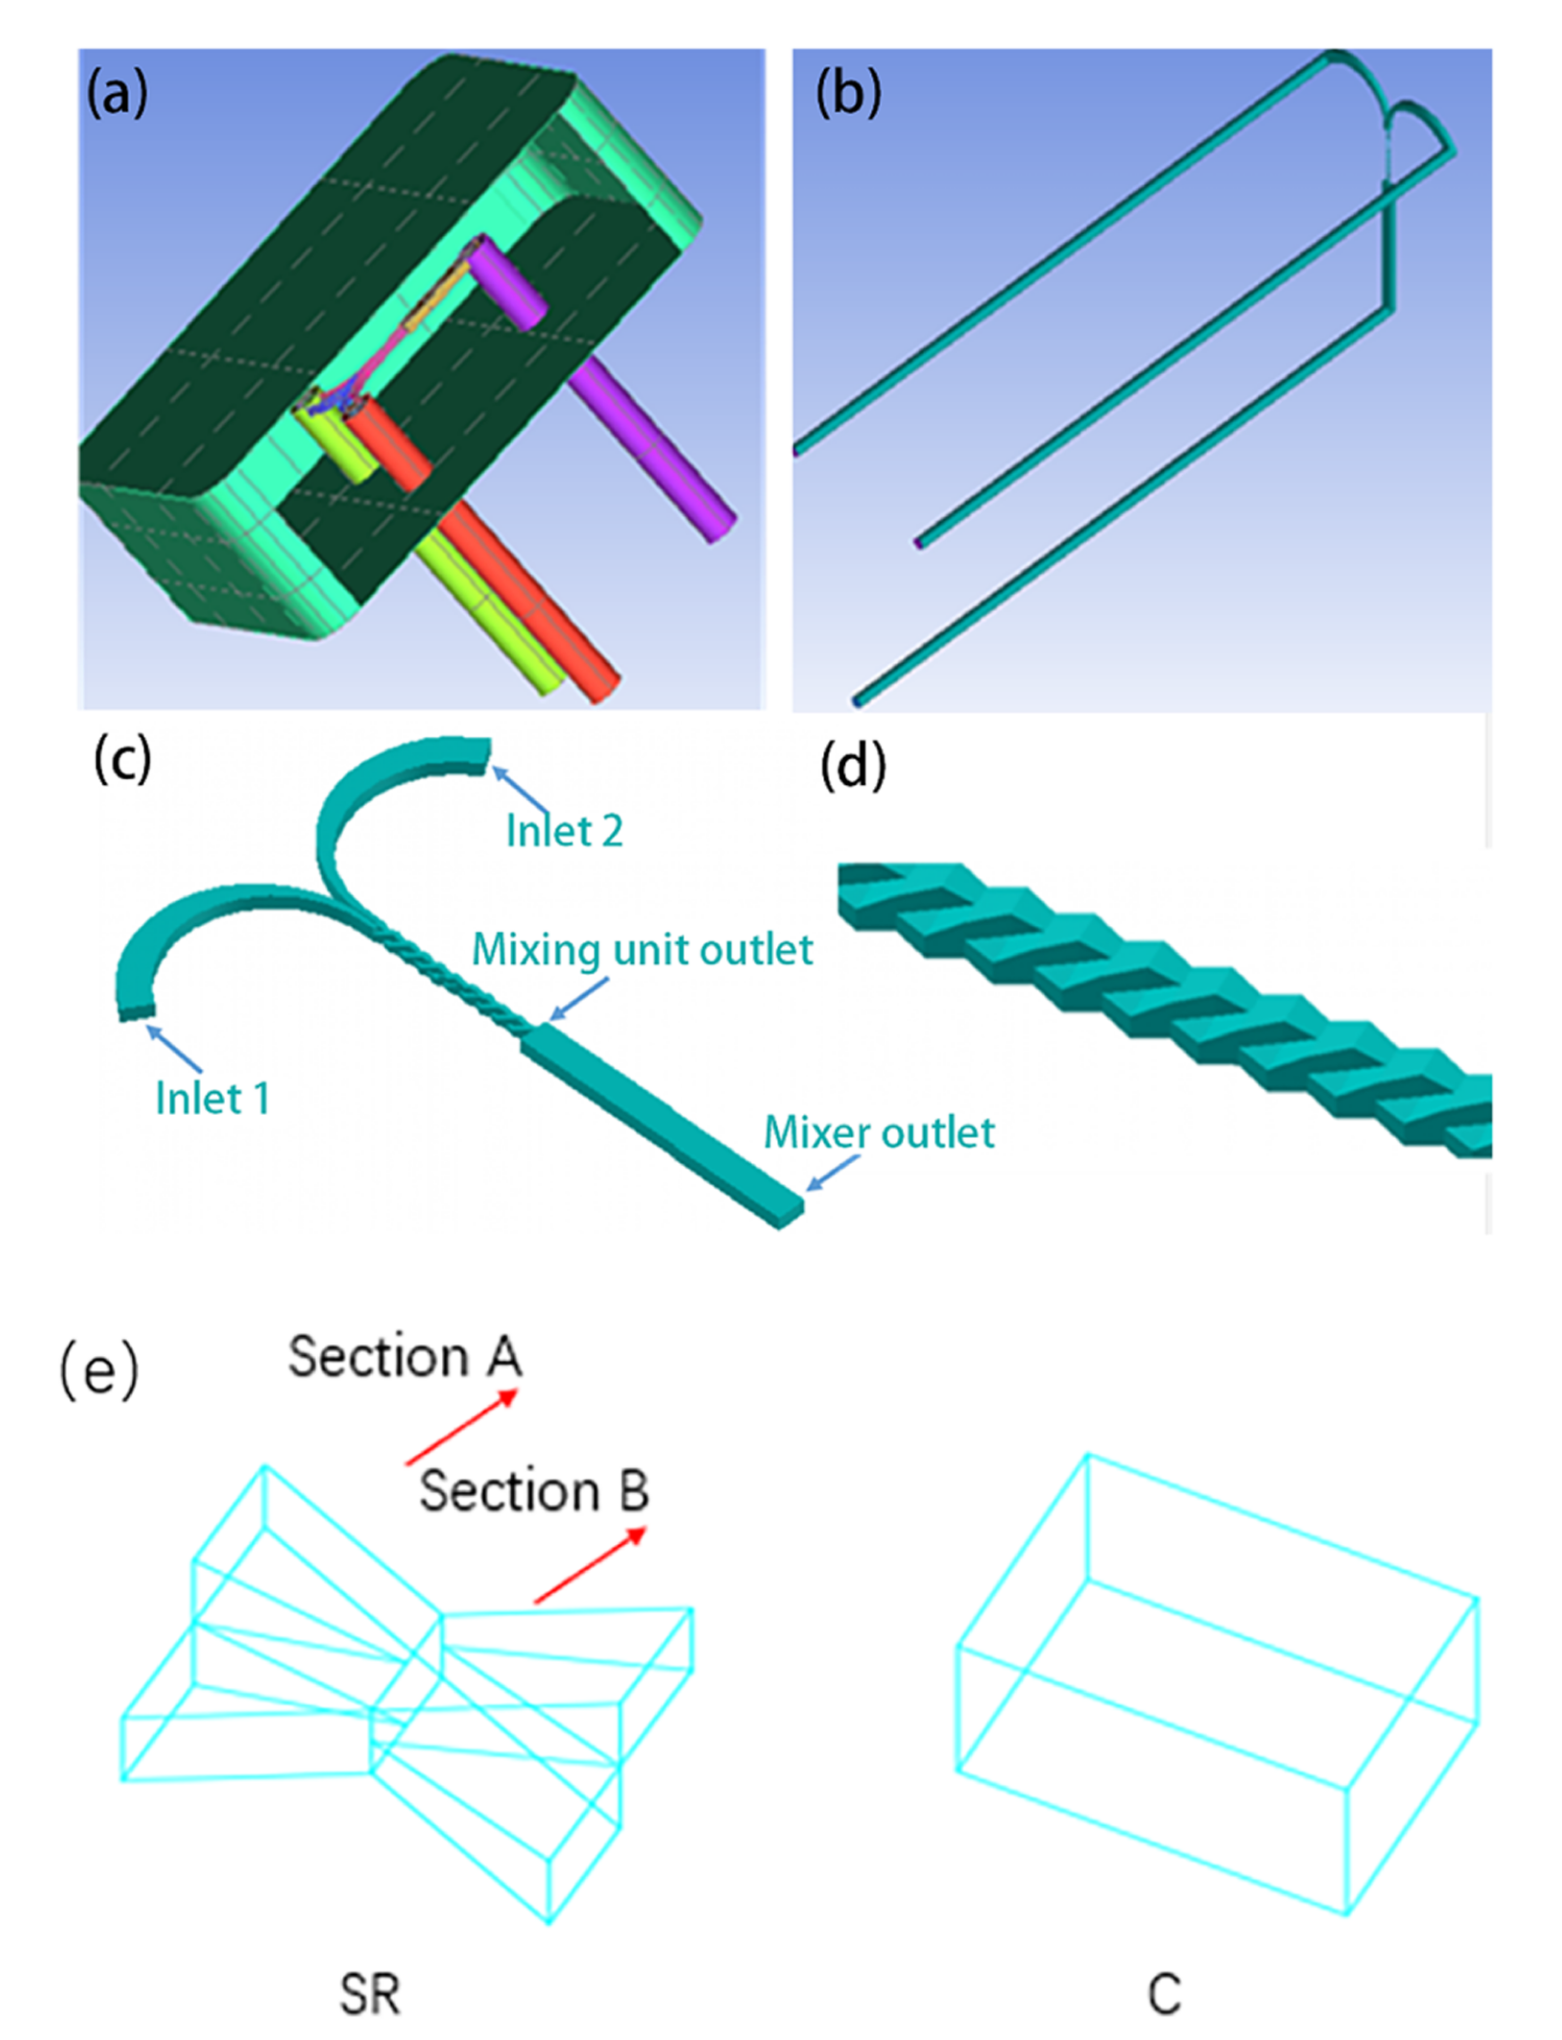 (a)
(b)
(c)
Inlet 2
Mixing unit outlet
Inlet 1
Mixer outlet
(d)
(e)
Section A
Section B
SR
C